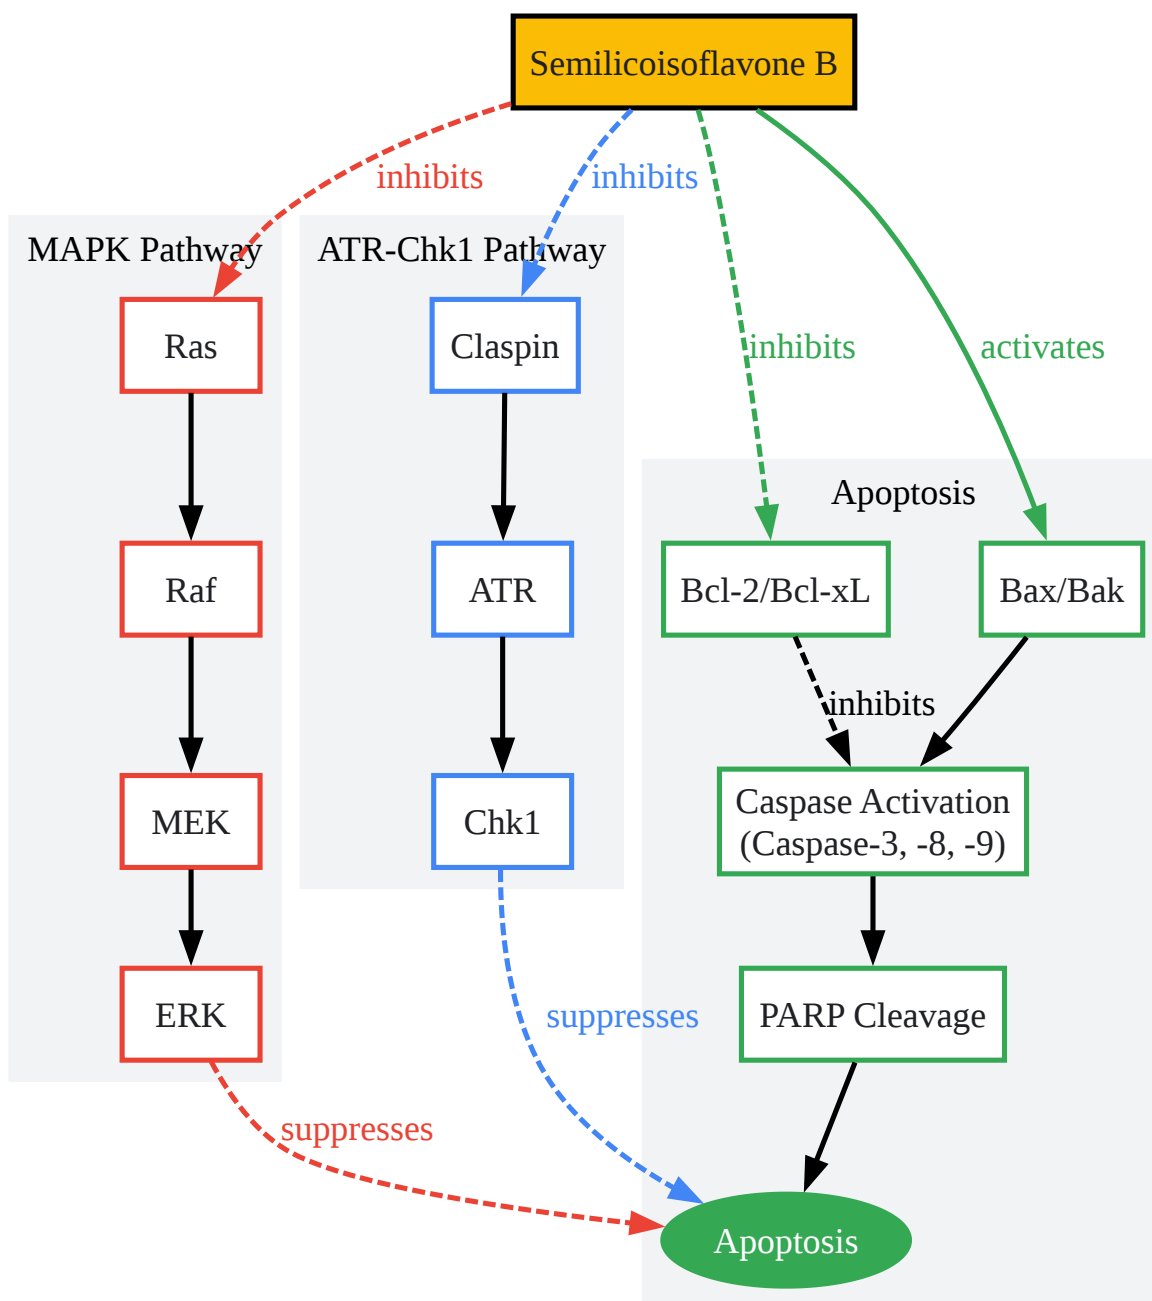 Semilicoisoflavone B
inhibits
inhibits
MAPK Pathway
ATR-Chk1 Pathway
Ras
Claspin
inhibits
activates
Apoptosis
Raf
ATR
Bcl-2/Bcl-xL
Bax/Bak
inhibits
MEK
Chk1
Caspase Activation
(Caspase-3, -8, -9)
ERK
suppresses
PARP Cleavage
suppresses
Apoptosis